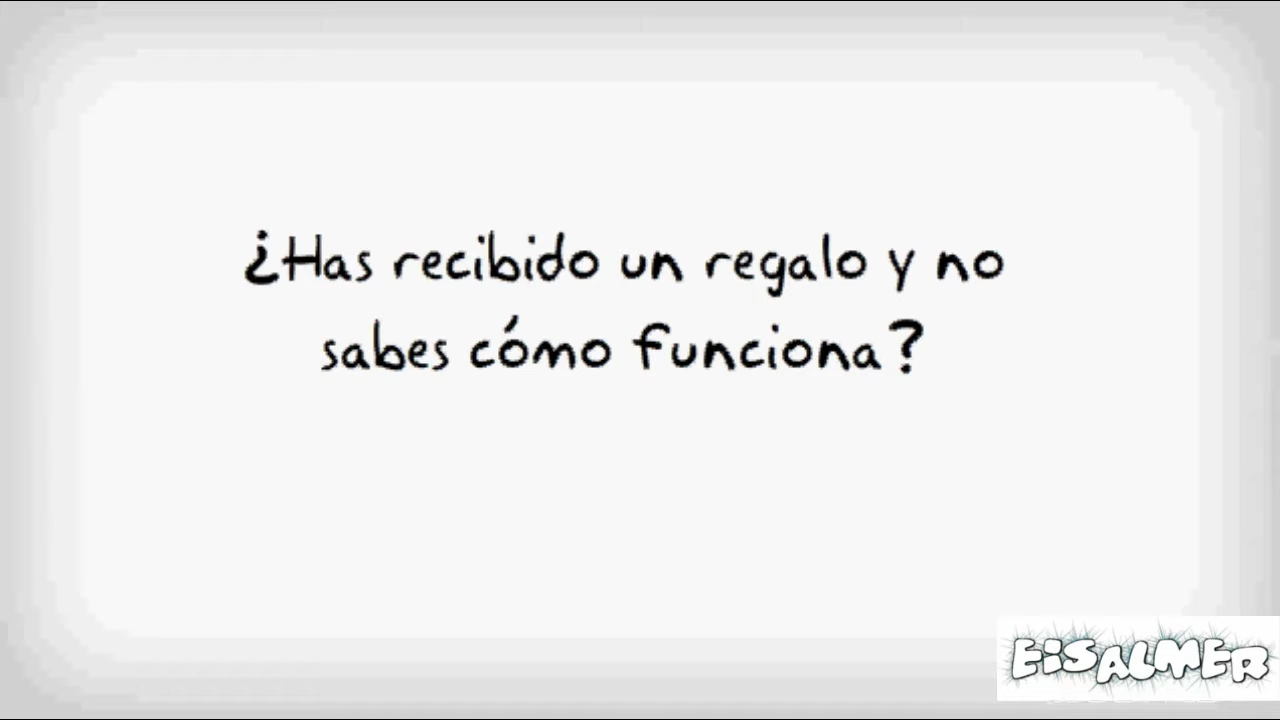 ¿Has recibido un regalo y no
sabes cómo funciona?
EiSALMER